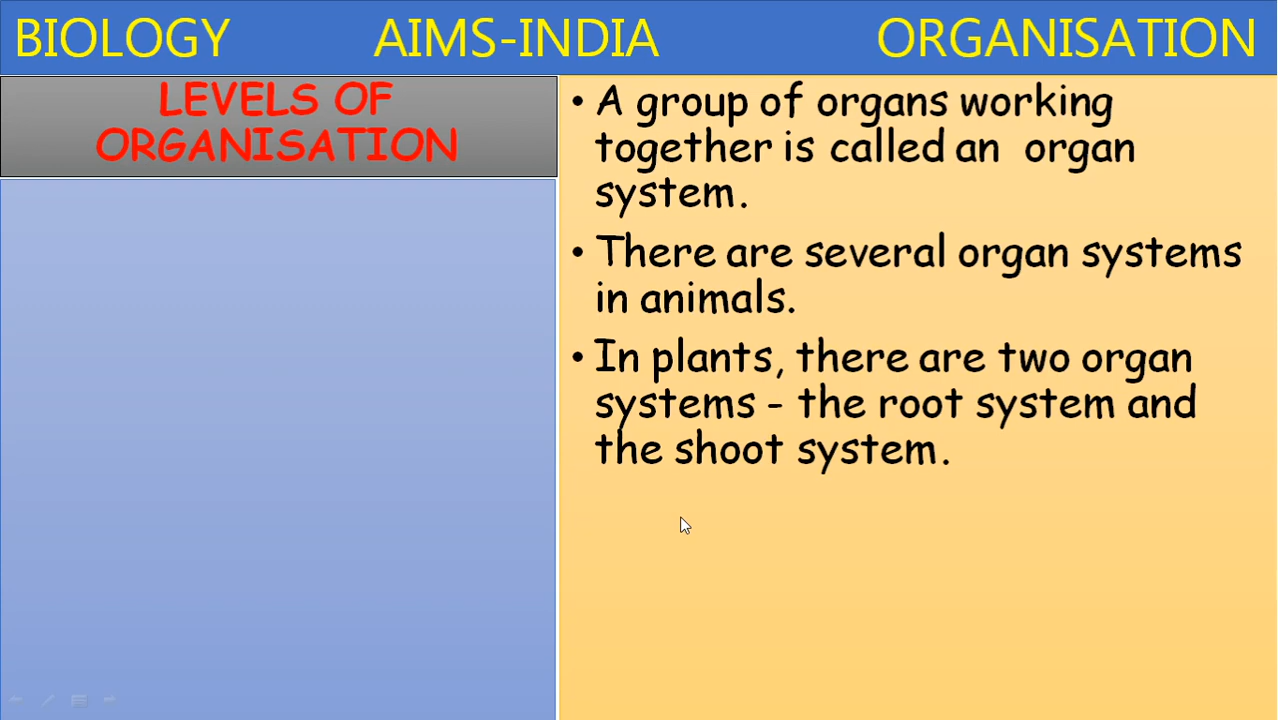 BIOLOGY AIMS-INDIA ORGANISATION
LEVELS OF
ORGANISATION
• A group of organs working
together is called an organ
system.
• There are several organ systems
in animals.
• In plants, there are two organ
systems - the root system and
the shoot system.